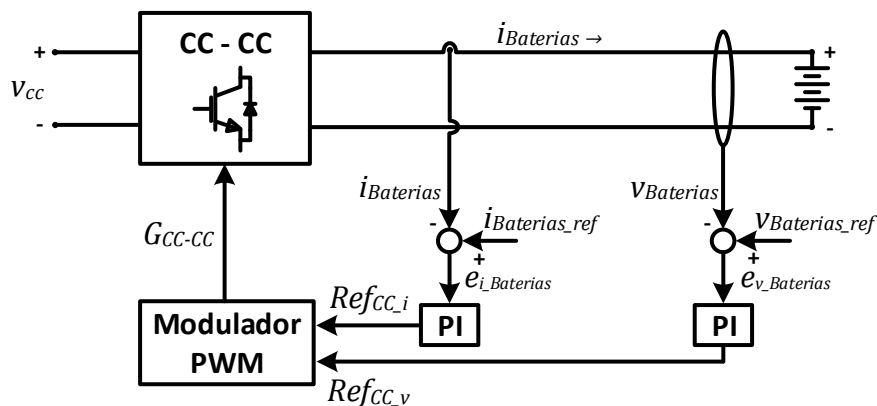 CC - CC
i_Baterias →
+
v_CC
-
+
-
i_Baterias
v_Baterias
-
i_Baterias_ref
+
-
v_Baterias_ref
+
G_CC-CC
e_i_Baterias
e_v_Baterias
Ref_CC_i
PI
PI
Modulador
PWM
Ref_CC_v